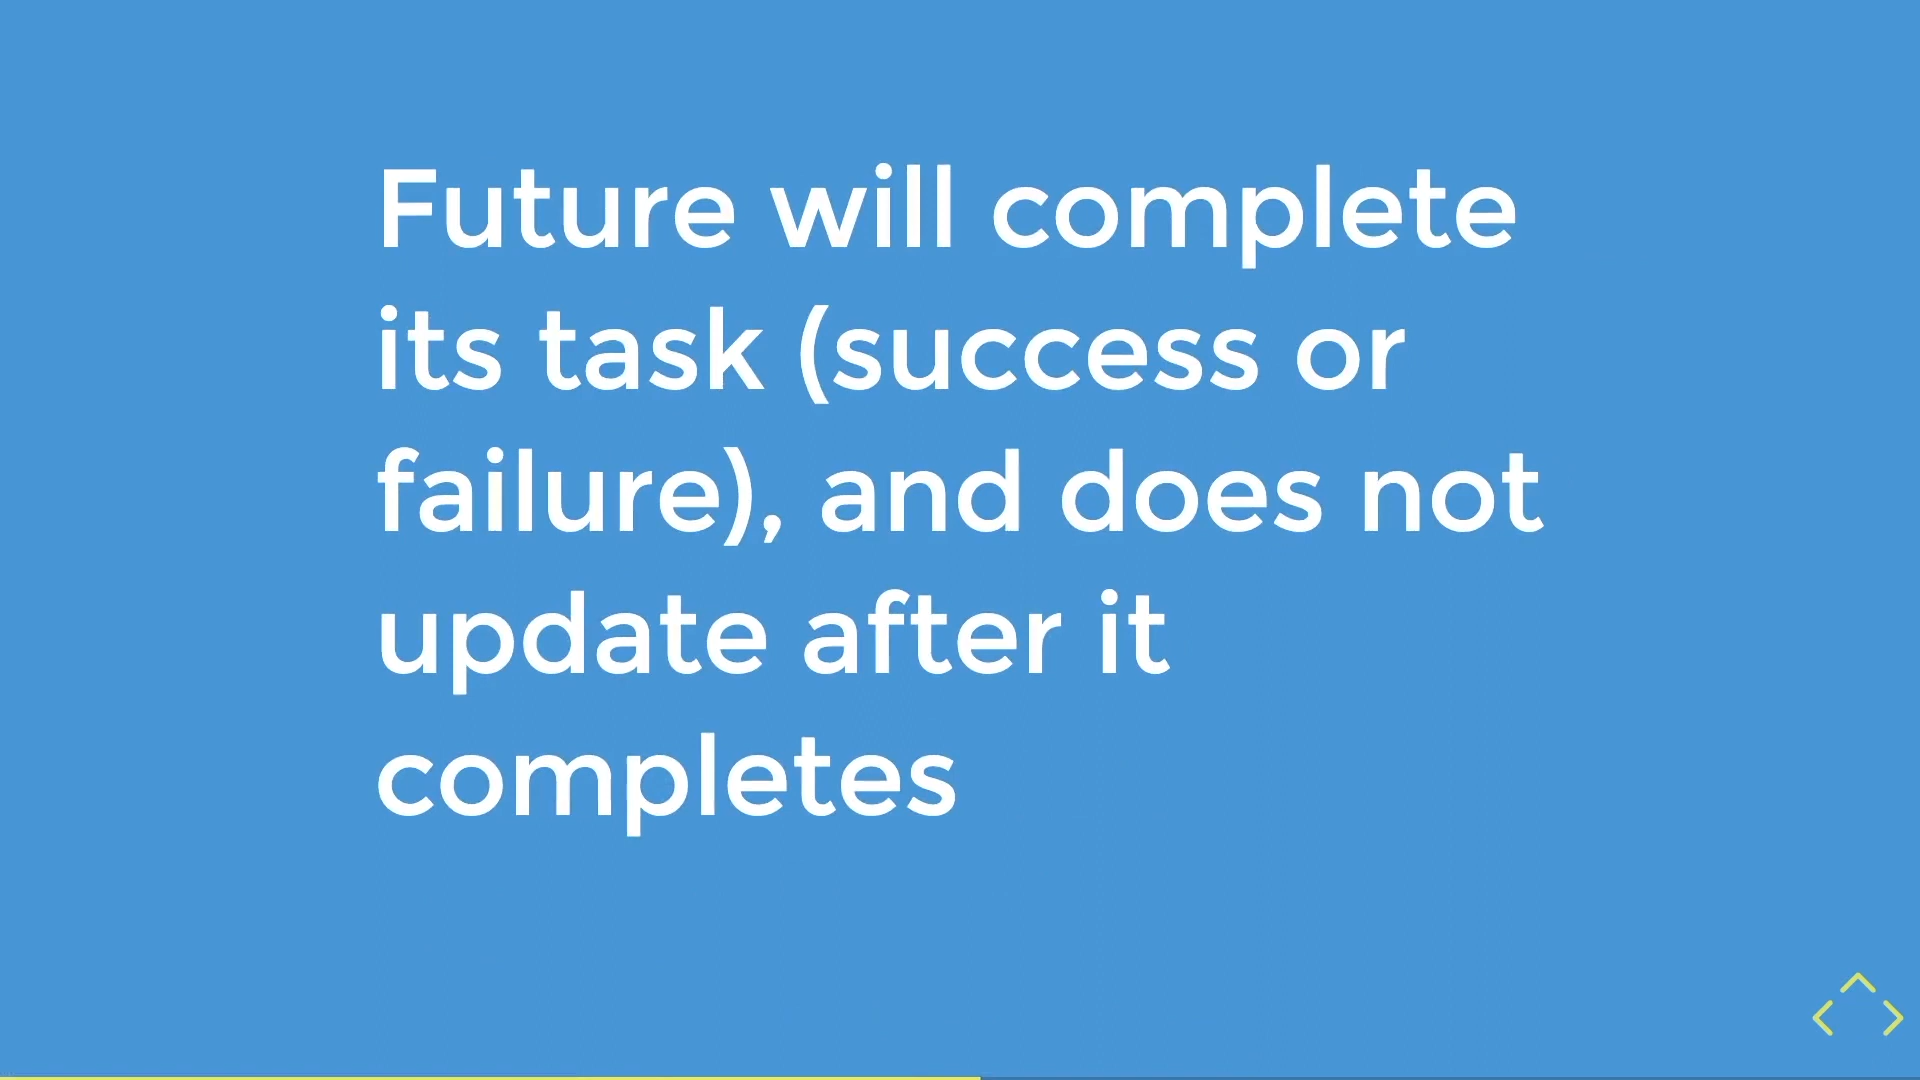 Future will complete
its task (success or
failure), and does not
update after it
completes